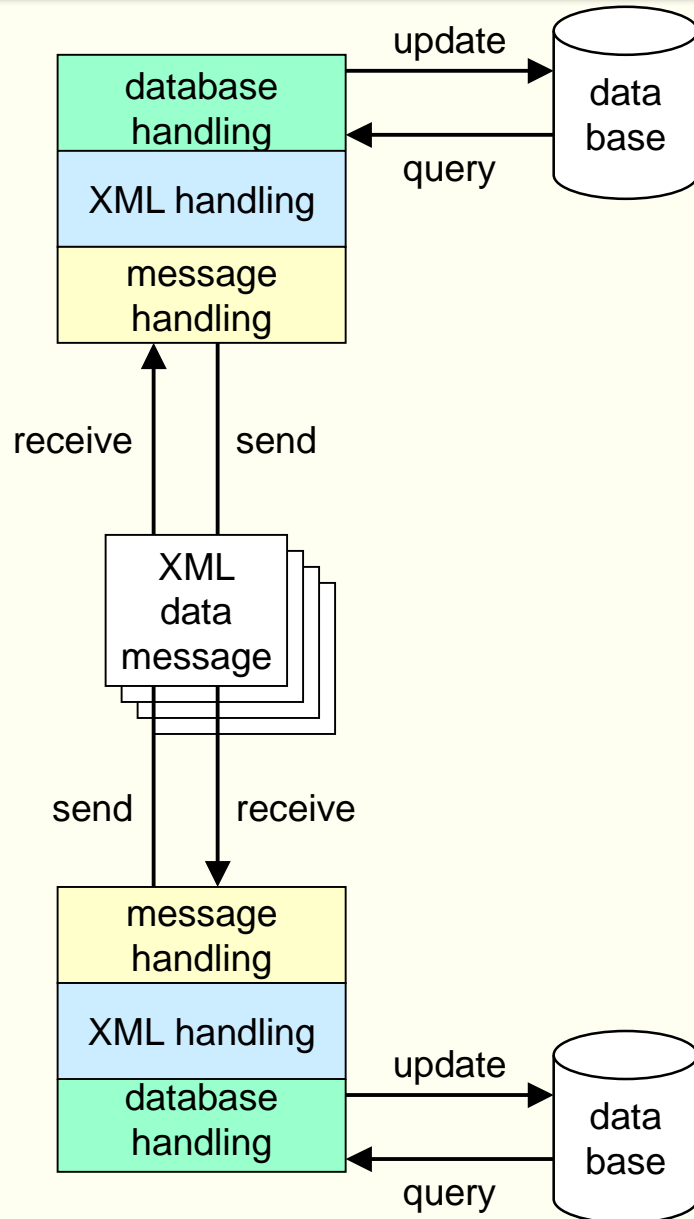 update
database
handling
data
base
query
XML handling
message
handling
receive
send
XML
data
message
send
receive
message
handling
XML handling
update
database
handling
data
base
query